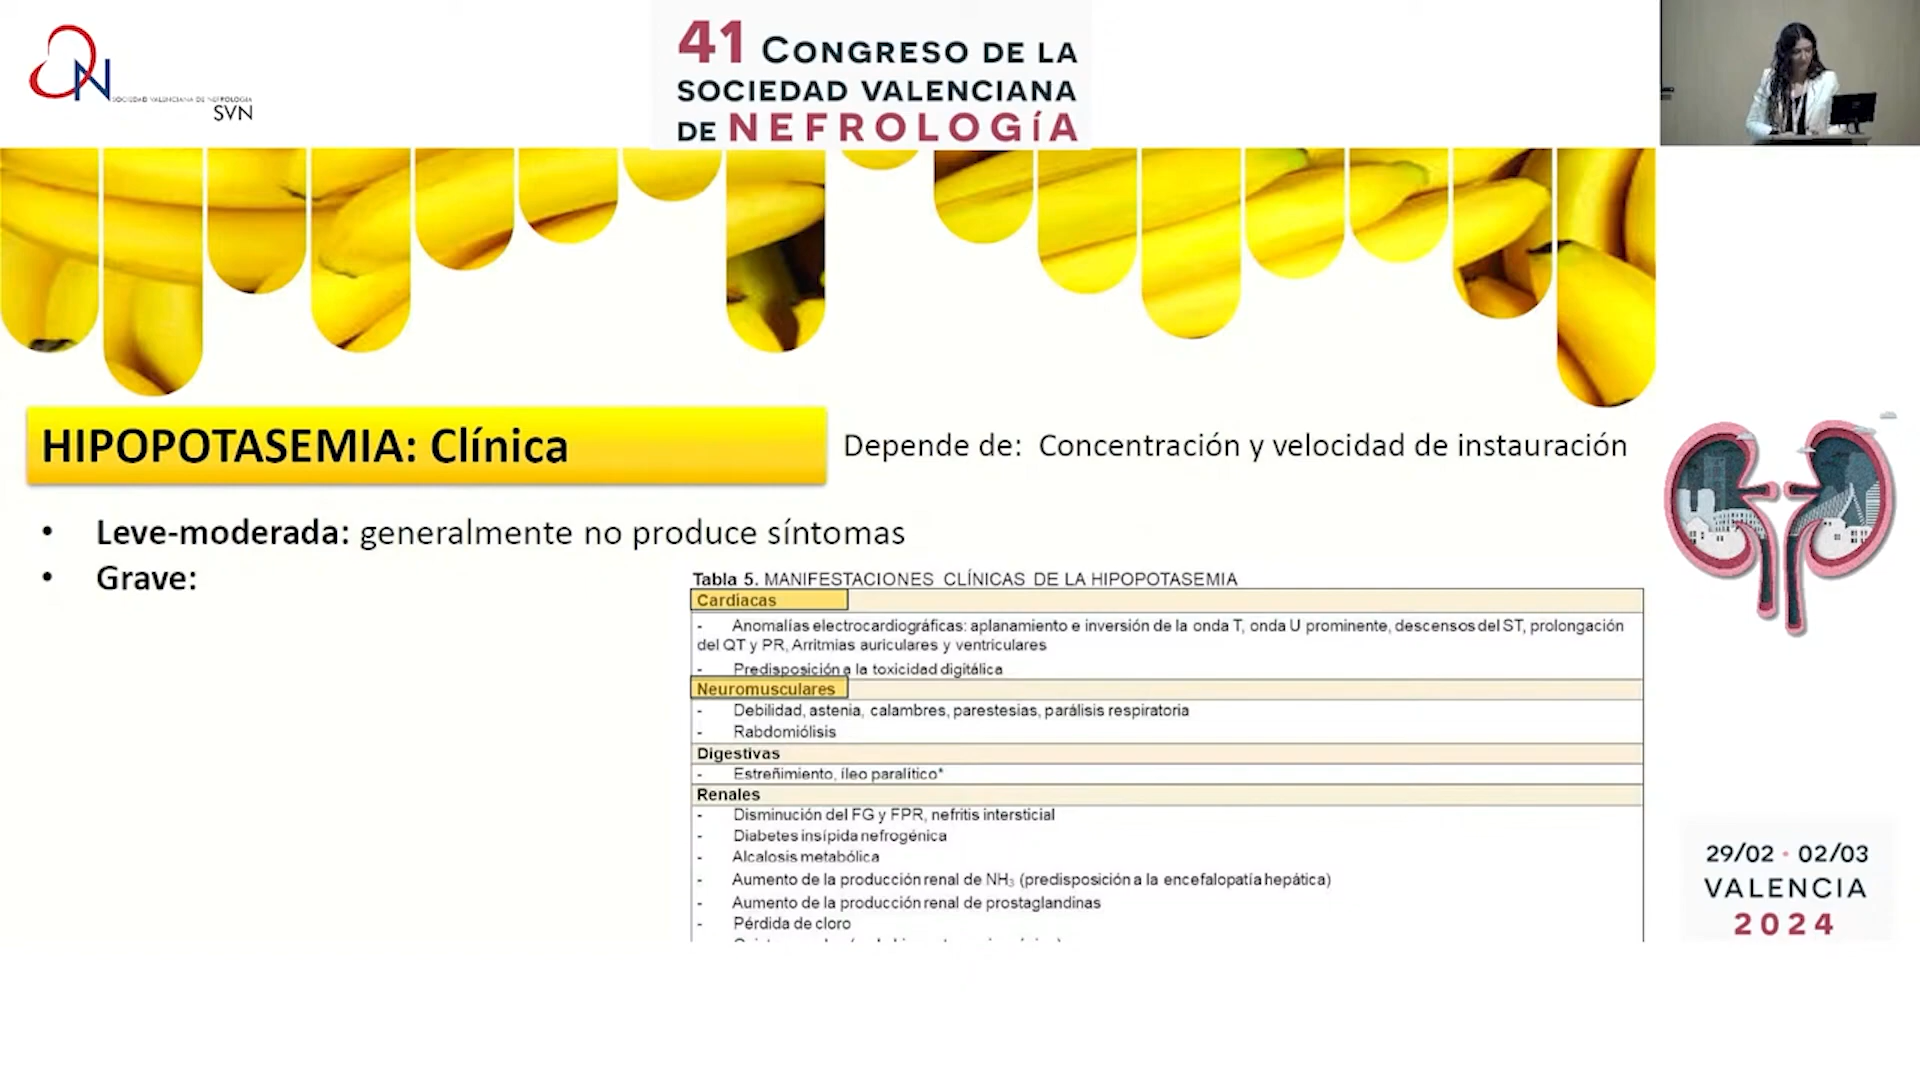 SOCIEDAD VALENCIANA DE NEFROLOGÍA
SVN
41 CONGRESO DE LA
SOCIEDAD VALENCIANA
DE NEFROLOGÍA
HIPOPOTASEMIA: Clínica
Depende de: Concentración y velocidad de instauración
• Leve-moderada: generalmente no produce síntomas
• Grave:
Tabla 5. MANIFESTACIONES CLÍNICAS DE LA HIPOPOTASEMIA
Cardiacas
- Anomalías electrocardiográficas: aplanamiento e inversión de la onda T, onda U prominente, descensos del ST, prolongación
del QT y PR, Arritmias auriculares y ventriculares
- Predisposición a la toxicidad digitálica
Neuromusculares
- Debilidad, astenia, calambres, parestesias, parálisis respiratoria
- Rabdomiólisis
Digestivas
- Estreñimiento, íleo paralítico*
Renales
- Disminución del FG y FPR, nefritis intersticial
- Diabetes insípida nefrogénica
- Alcalosis metabólica
- Aumento de la producción renal de NH₃ (predisposición a la encefalopatía hepática)
- Aumento de la producción renal de prostaglandinas
- Pérdida de cloro
29/02 • 02/03
VALENCIA
2024